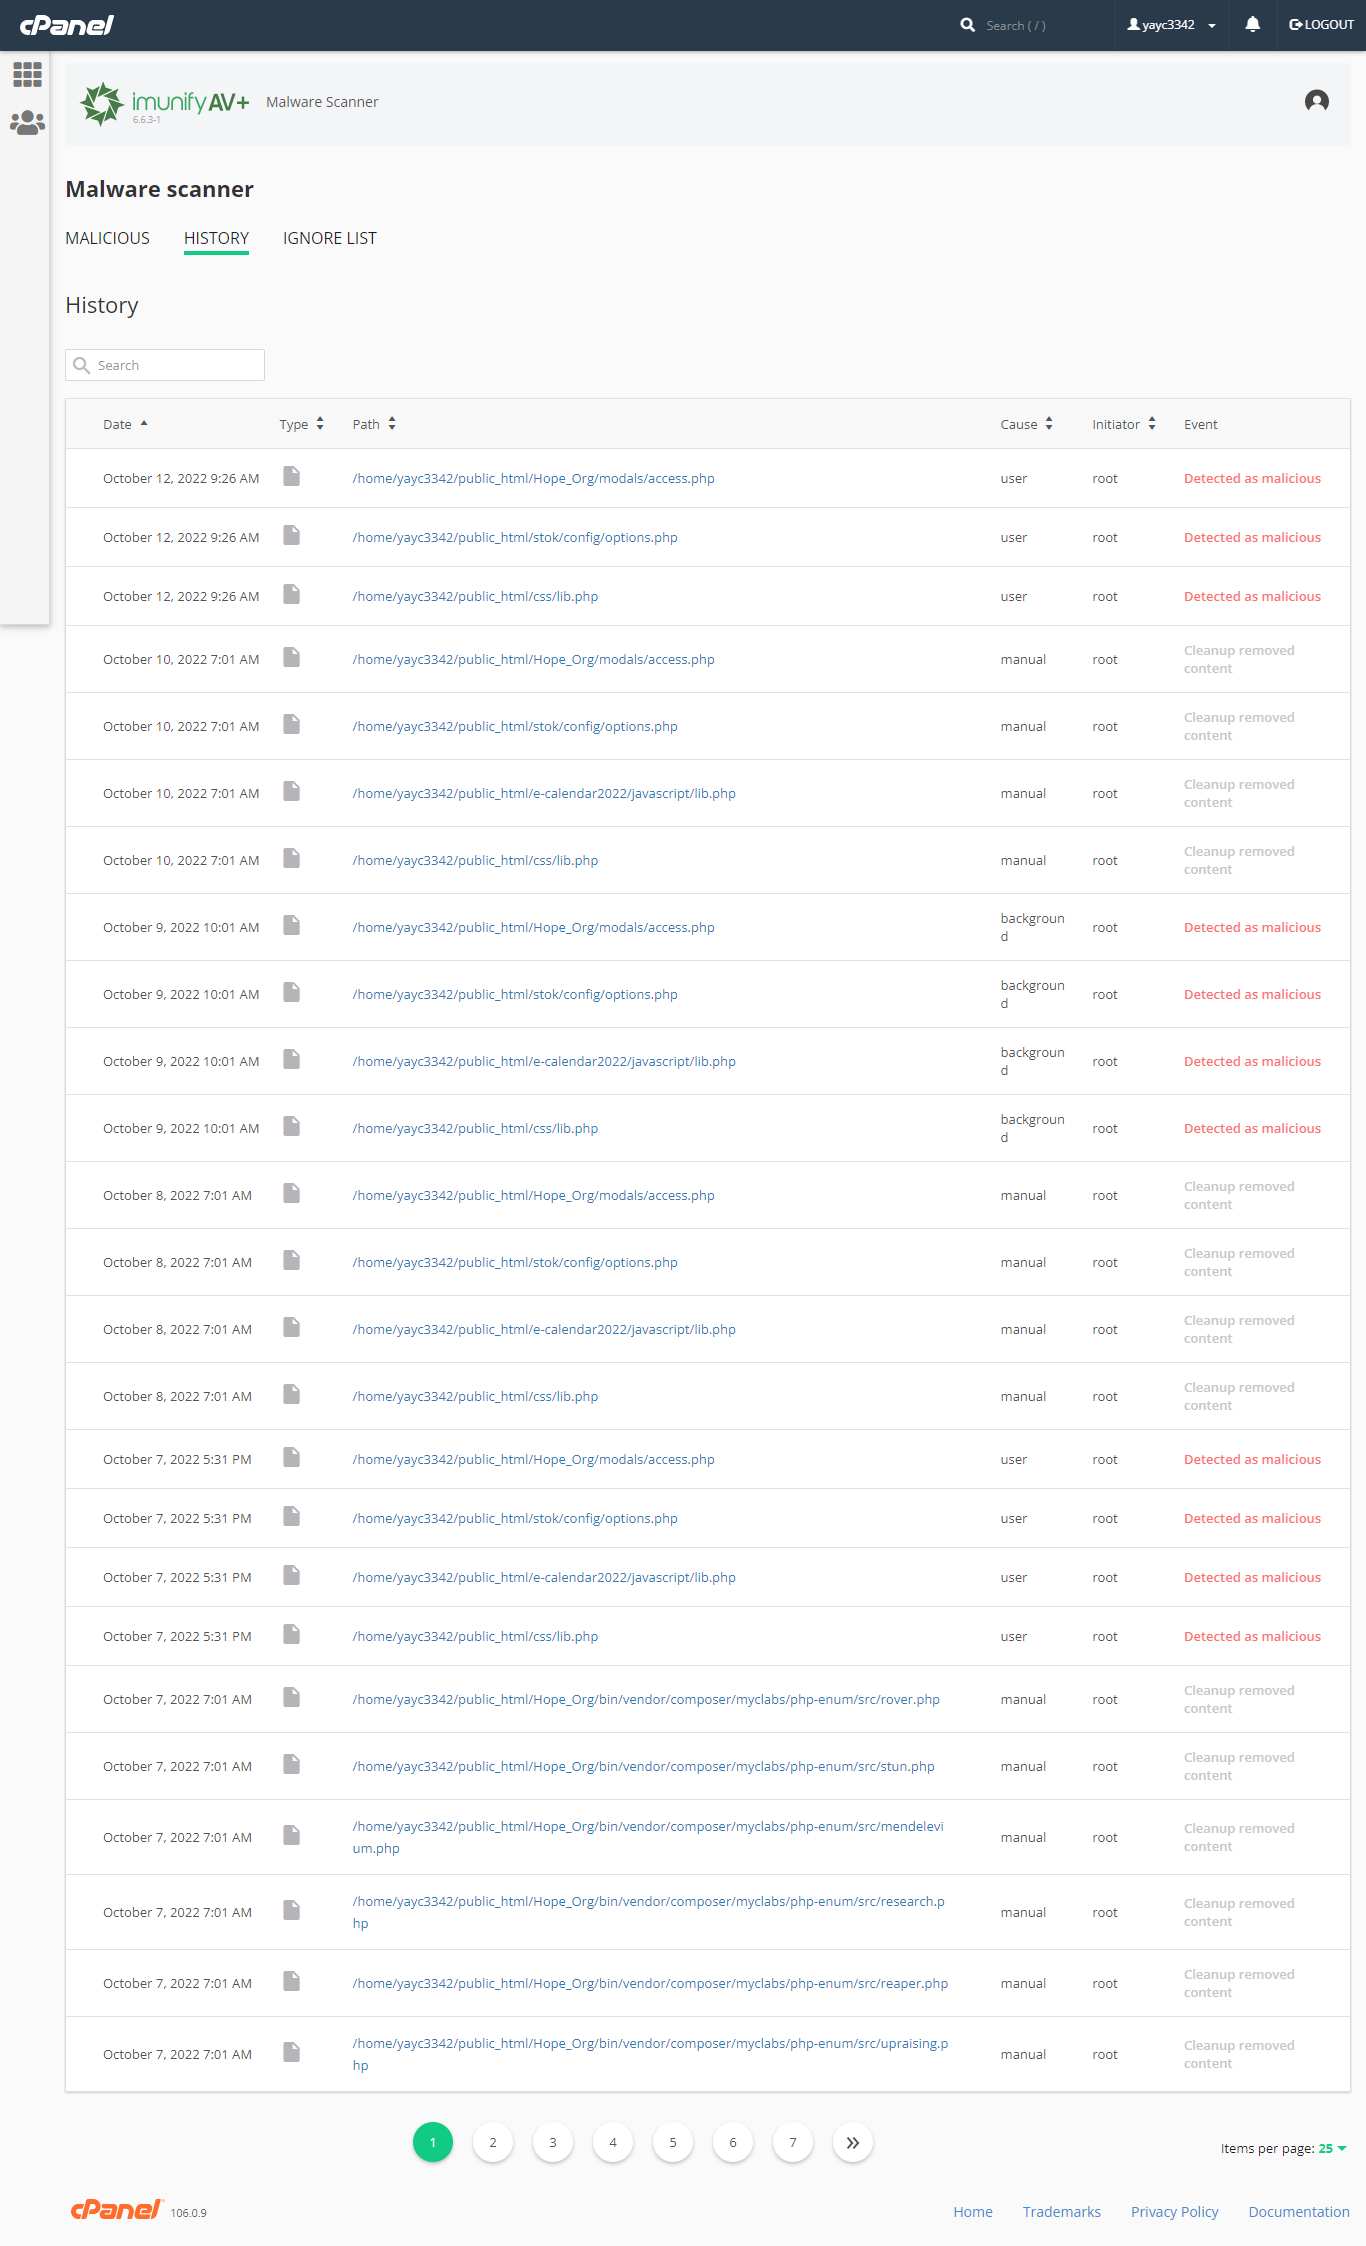 cPanel Search ( / ) yayc3342 LOGOUT
imunify AV+ Malware Scanner
6.6.3-1
Malware scanner
MALICIOUS HISTORY IGNORE LIST
History
Search
Date Type Path Cause Initiator Event
October 12, 2022 9:26 AM /home/yayc3342/public_html/Hope_Org/modals/access.php user root Detected as malicious
October 12, 2022 9:26 AM /home/yayc3342/public_html/stok/config/options.php user root Detected as malicious
October 12, 2022 9:26 AM /home/yayc3342/public_html/css/lib.php user root Detected as malicious
October 10, 2022 7:01 AM /home/yayc3342/public_html/Hope_Org/modals/access.php manual root Cleanup removed
content
October 10, 2022 7:01 AM /home/yayc3342/public_html/stok/config/options.php manual root Cleanup removed
content
October 10, 2022 7:01 AM /home/yayc3342/public_html/e-calendar2022/javascript/lib.php manual root Cleanup removed
content
October 10, 2022 7:01 AM /home/yayc3342/public_html/css/lib.php manual root Cleanup removed
content
October 9, 2022 10:01 AM /home/yayc3342/public_html/Hope_Org/modals/access.php backgroun root Detected as malicious
d
October 9, 2022 10:01 AM /home/yayc3342/public_html/stok/config/options.php backgroun root Detected as malicious
d
October 9, 2022 10:01 AM /home/yayc3342/public_html/e-calendar2022/javascript/lib.php backgroun root Detected as malicious
d
October 9, 2022 10:01 AM /home/yayc3342/public_html/css/lib.php backgroun root Detected as malicious
d
October 8, 2022 7:01 AM /home/yayc3342/public_html/Hope_Org/modals/access.php manual root Cleanup removed
content
October 8, 2022 7:01 AM /home/yayc3342/public_html/stok/config/options.php manual root Cleanup removed
content
October 8, 2022 7:01 AM /home/yayc3342/public_html/e-calendar2022/javascript/lib.php manual root Cleanup removed
content
October 8, 2022 7:01 AM /home/yayc3342/public_html/css/lib.php manual root Cleanup removed
content
October 7, 2022 5:31 PM /home/yayc3342/public_html/Hope_Org/modals/access.php user root Detected as malicious
October 7, 2022 5:31 PM /home/yayc3342/public_html/stok/config/options.php user root Detected as malicious
October 7, 2022 5:31 PM /home/yayc3342/public_html/e-calendar2022/javascript/lib.php user root Detected as malicious
October 7, 2022 5:31 PM /home/yayc3342/public_html/css/lib.php user root Detected as malicious
October 7, 2022 7:01 AM /home/yayc3342/public_html/Hope_Org/bin/vendor/composer/myclabs/php-enum/src/rover.php manual root Cleanup removed
content
October 7, 2022 7:01 AM /home/yayc3342/public_html/Hope_Org/bin/vendor/composer/myclabs/php-enum/src/stun.php manual root Cleanup removed
content
October 7, 2022 7:01 AM /home/yayc3342/public_html/Hope_Org/bin/vendor/composer/myclabs/php-enum/src/mendelevi manual root Cleanup removed
um.php content
October 7, 2022 7:01 AM /home/yayc3342/public_html/Hope_Org/bin/vendor/composer/myclabs/php-enum/src/research.p manual root Cleanup removed
hp content
October 7, 2022 7:01 AM /home/yayc3342/public_html/Hope_Org/bin/vendor/composer/myclabs/php-enum/src/reaper.php manual root Cleanup removed
content
October 7, 2022 7:01 AM /home/yayc3342/public_html/Hope_Org/bin/vendor/composer/myclabs/php-enum/src/upraising.p manual root Cleanup removed
hp content
1 2 3 4 5 6 7 »
Items per page: 25
cPanel 106.0.9 Home Trademarks Privacy Policy Documentation